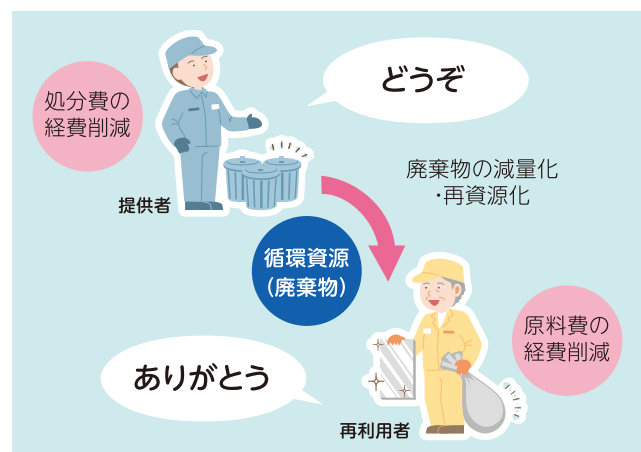 どうぞ
処分費の
経費削減
提供者
廃棄物の減量化
・再資源化
循環資源
（廃棄物）
原料費の
経費削減
ありがとう
再利用者